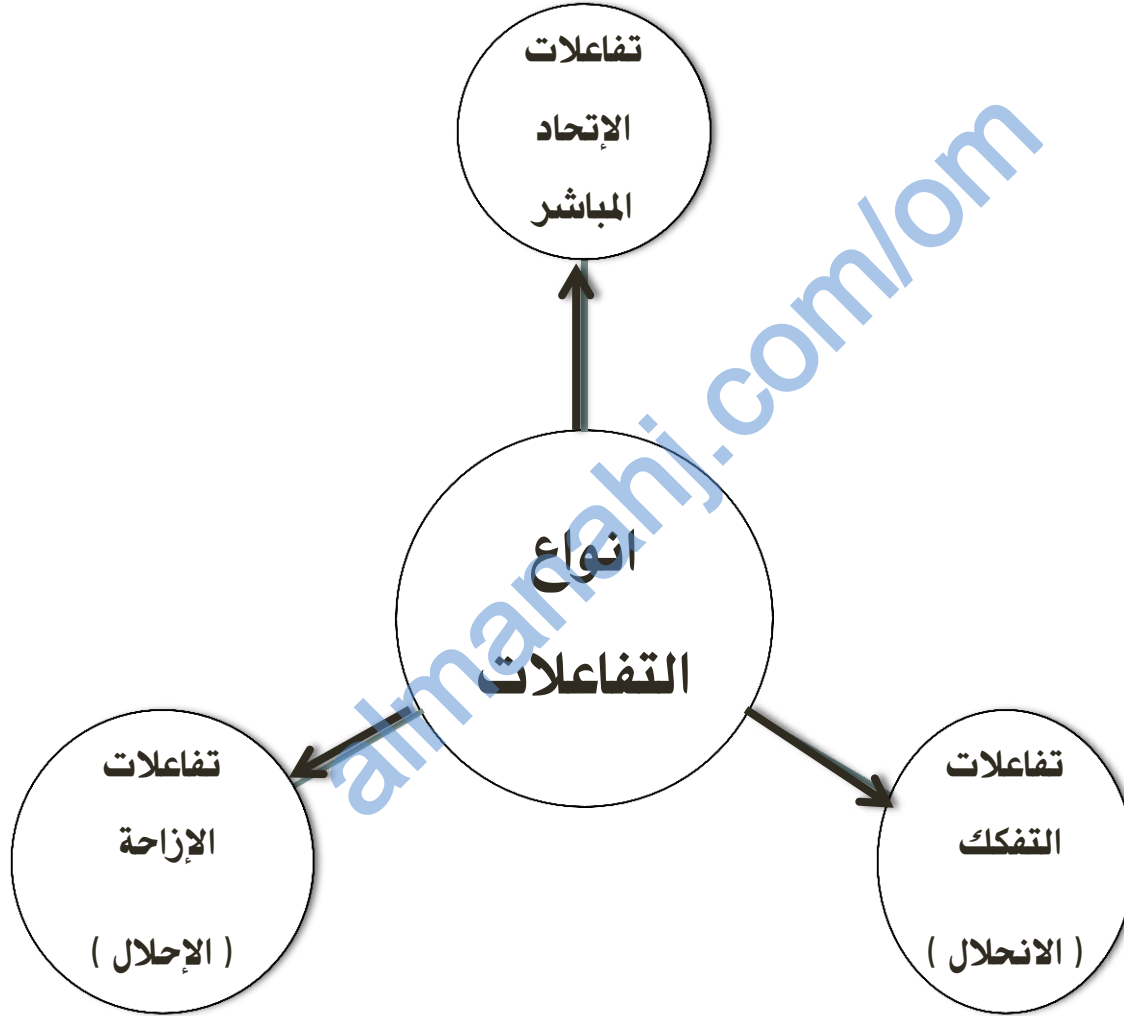 تفاعلات
الإتحاد
المباشر
انواع
التفاعلات
تفاعلات
التفكك
( الانحلال )
تفاعلات
الإزاحة
( الإحلال )
almanahj.com/om